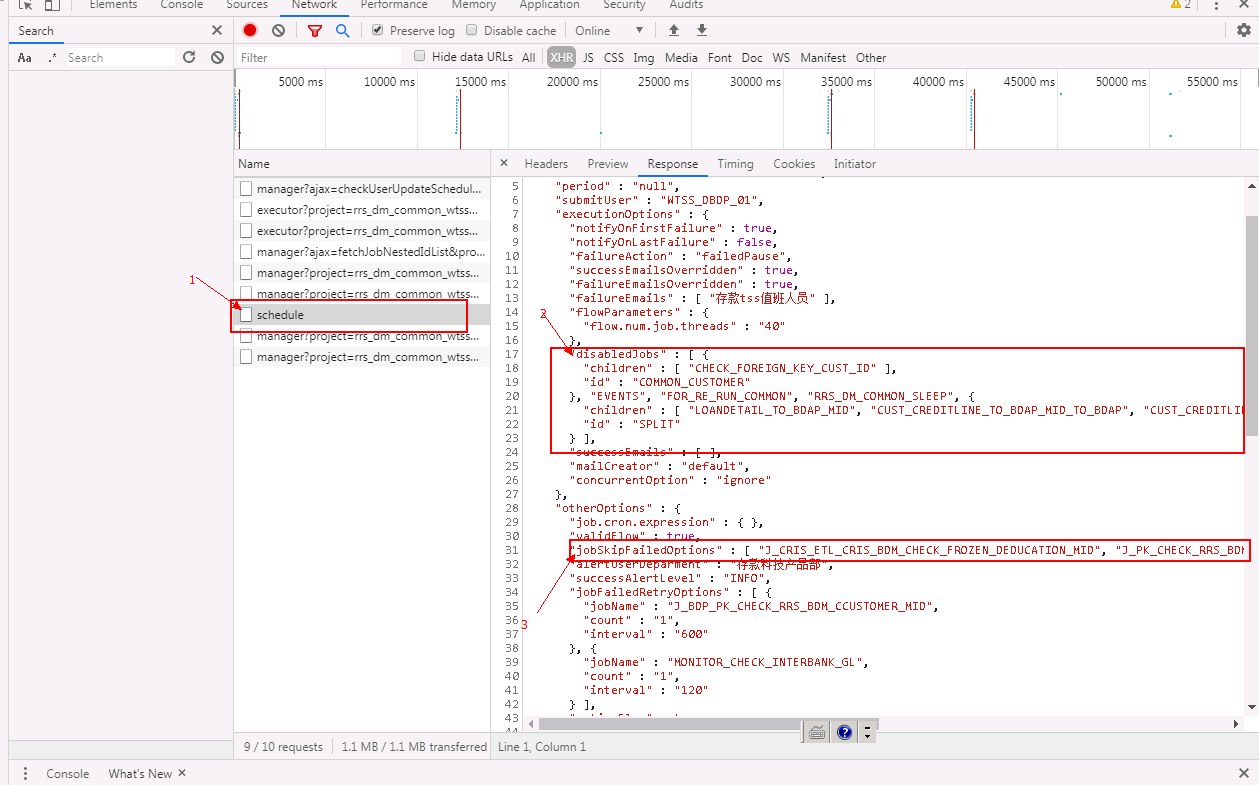 Elements Console Sources Network Performance Memory Application Security Audits 2
Search Preserve log Disable cache Online
Aa .* Search Filter Hide data URLs All XHR JS CSS Img Media Font Doc WS Manifest Other
5000 ms 10000 ms 15000 ms 20000 ms 25000 ms 30000 ms 35000 ms 40000 ms 45000 ms 50000 ms 55000 ms
Name
manager?ajax=checkUserUpdateSchedul...
executor?project=rrs_dm_common_wtss...
executor?project=rrs_dm_common_wtss...
manager?ajax=fetchJobNestedIdList&pro...
manager?project=rrs_dm_common_wtss...
manager?project=rrs_dm_common_wtss...
1
schedule
manager?project=rrs_dm_common_wtss...
manager?project=rrs_dm_common_wtss...
9 / 10 requests 1.1 MB / 1.1 MB transferred
Headers Preview Response Timing Cookies Initiator
5 "period" : "null",
6 "submitUser" : "WTSS_DBDP_01",
7 "executionOptions" : {
8 "notifyOnFirstFailure" : true,
9 "notifyOnLastFailure" : false,
10 "failureAction" : "failedPause",
11 "successEmailsOverridden" : true,
12 "failureEmailsOverridden" : true,
13 "failureEmails" : [ "存款tss值班人员" ],
14 "flowParameters" : {
15 "flow.num.job.threads" : "40"
16 },
2
17 "disabledJobs" : [ {
18 "children" : [ "CHECK_FOREIGN_KEY_CUST_ID" ],
19 "id" : "COMMON_CUSTOMER"
20 }, "EVENTS", "FOR_RE_RUN_COMMON", "RRS_DM_COMMON_SLEEP", {
21 "children" : [ "LOANDETAIL_TO_BDAP_MID", "CUST_CREDITLINE_TO_BDAP_MID_TO_BDAP", "CUST_CREDITLI
22 "id" : "SPLIT"
23 } ],
24 "successEmails" : [ ],
25 "mailCreator" : "default",
26 "concurrentOption" : "ignore"
27 },
28 "otherOptions" : {
29 "job.cron.expression" : { },
30 "validFlow" : true,
31 "jobSkipFailedOptions" : [ "J_CRIS_ETL_CRIS_BDM_CHECK_FROZEN_DEDUCATION_MID", "J_PK_CHECK_RRS_BDM
32 "alertUserDeparment" : "存款科技产品部",
33 "successAlertLevel" : "INFO",
34 "jobFailedRetryOptions" : [ {
35 "jobName" : "J_BDP_PK_CHECK_RRS_BDM_CCUSTOMER_MID",
36 "count" : "1",
3
37 "interval" : "600"
38 }, {
39 "jobName" : "MONITOR_CHECK_INTERBANK_GL",
40 "count" : "1",
41 "interval" : "120"
42 } ],
43
44
Line 1, Column 1
Console What's New